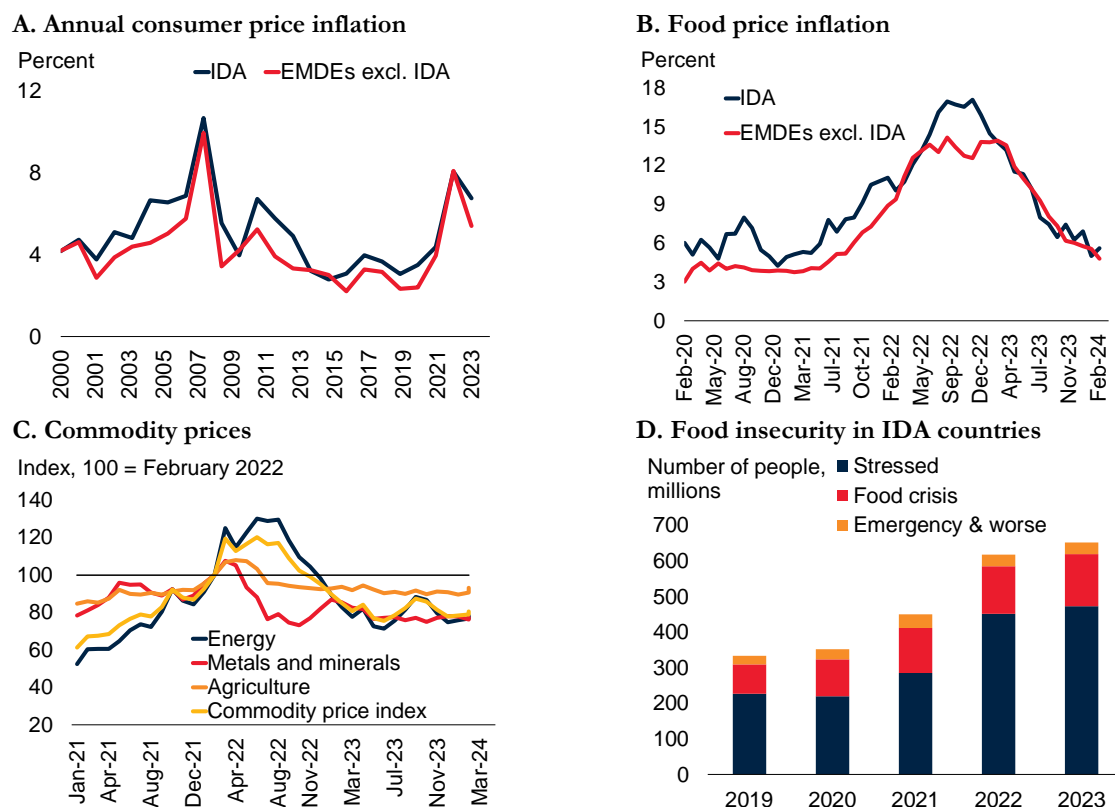 A. Annual consumer price inflation
Percent
IDA
EMDEs excl. IDA
12
8
4
0
2000
2001
2003
2004
2005
2007
2009
2011
2013
2015
2016
2017
2019
2021
2023
B. Food price inflation
Percent
IDA
EMDEs excl. IDA
18
15
12
9
6
3
0
Feb-20
May-20
Aug-20
Dec-20
Mar-21
Jul-21
Oct-21
Feb-22
May-22
Sep-22
Dec-22
Apr-23
Jul-23
Nov-23
Feb-24
C. Commodity prices
Index, 100 = February 2022
140
120
100
80
60
40
20
Energy
Metals and minerals
Agriculture
Commodity price index
Jan-21
Apr-21
Aug-21
Dec-21
Apr-22
Aug-22
Nov-22
Mar-23
Jul-23
Nov-23
Mar-24
D. Food insecurity in IDA countries
Number of people,
millions
Stressed
Food crisis
Emergency & worse
700
600
500
400
300
200
100
0
2019
2020
2021
2022
2023